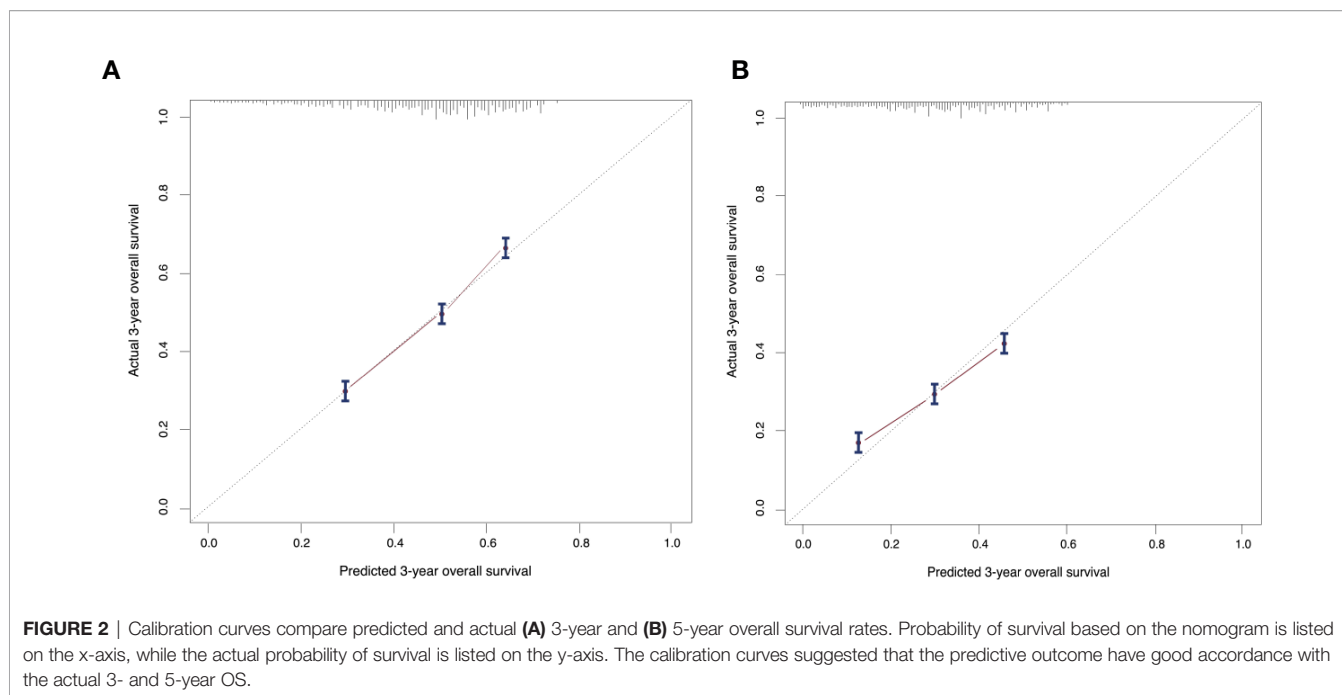 A
B
1.0
0.8
0.6
0.4
0.2
0.0
Actual 3-year overall survival
0.0 0.2 0.4 0.6 0.8 1.0
Predicted 3-year overall survival
1.0
0.8
0.6
0.4
0.2
0.0
Actual 3-year overall survival
0.0 0.2 0.4 0.6 0.8 1.0
Predicted 3-year overall survival
FIGURE 2 | Calibration curves compare predicted and actual (A) 3-year and (B) 5-year overall survival rates. Probability of survival based on the nomogram is listed
on the x-axis, while the actual probability of survival is listed on the y-axis. The calibration curves suggested that the predictive outcome have good accordance with
the actual 3- and 5-year OS.